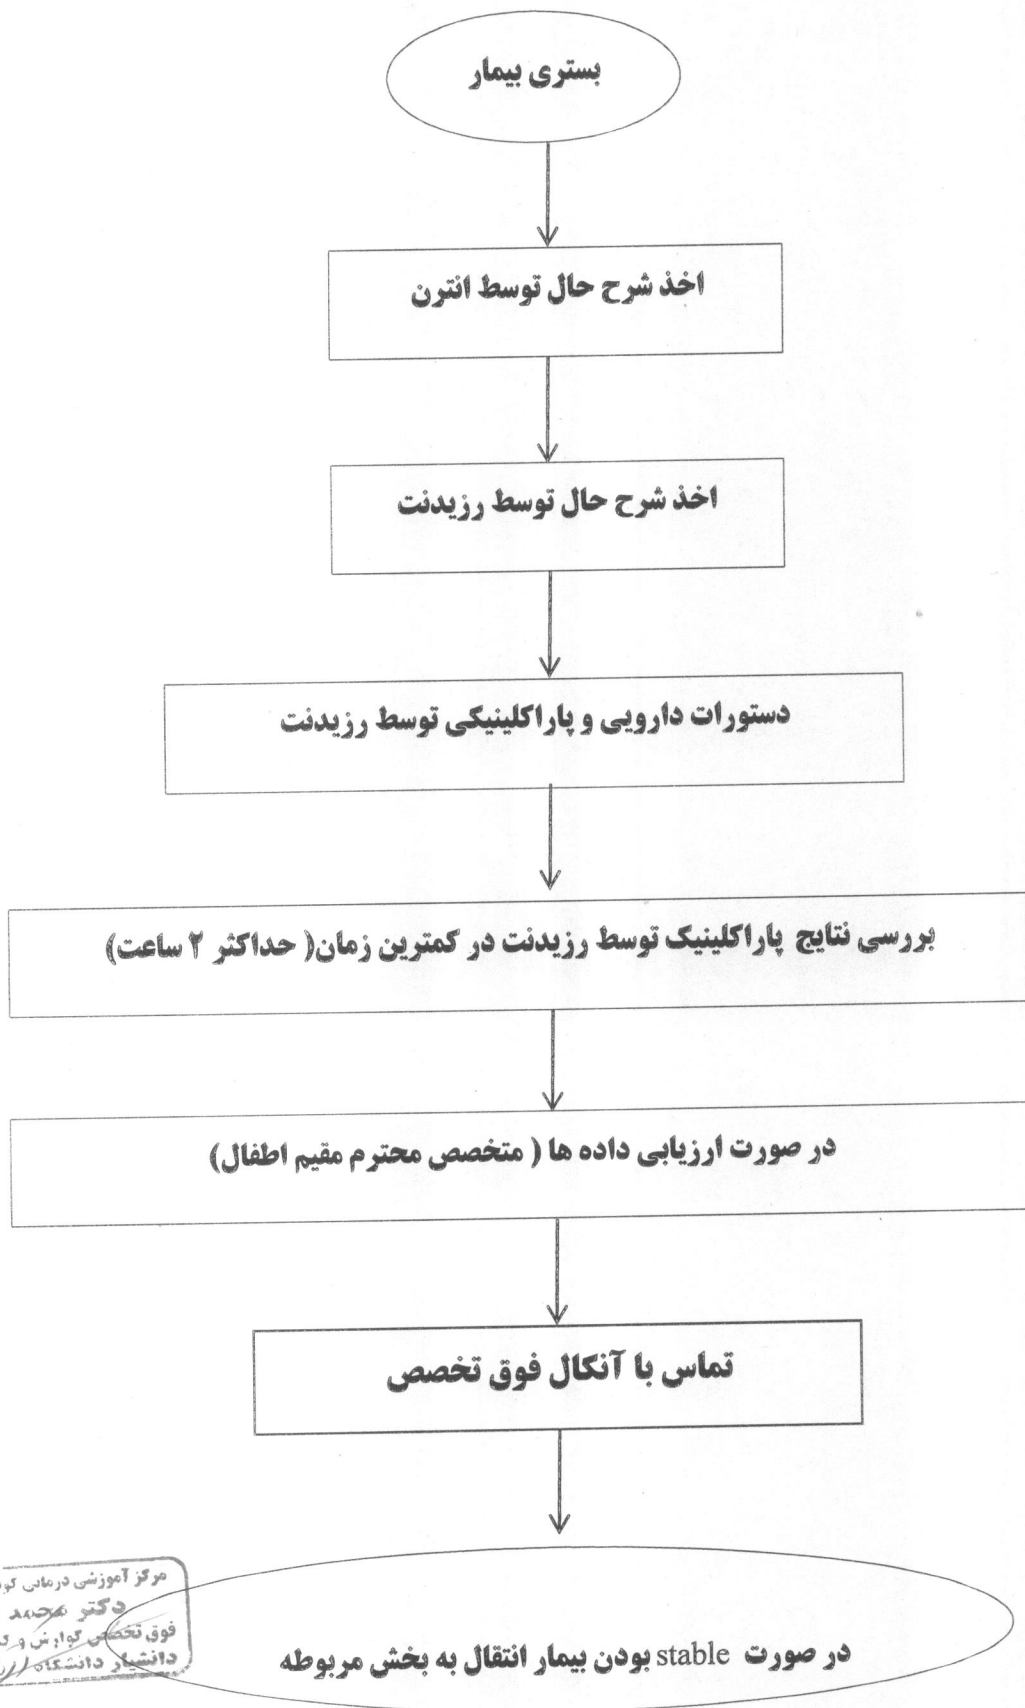 بستری بیمار
اخذ شرح حال توسط انترن
اخذ شرح حال توسط رزیدنت
دستورات دارویی و پاراکلینیکی توسط رزیدنت
بررسی نتایج پاراکلینیک توسط رزیدنت در کمترین زمان( حداکثر ۲ ساعت)
در صورت ارزیابی داده ها ( متخصص محترم مقیم اطفال)
تماس با آنکال فوق تخصص
در صورت stable بودن بیمار انتقال به بخش مربوطه
مرکز آموزشی درمانی
دکتر محمد
فوق تخصص گوارش و
دانشیار دانشگاه